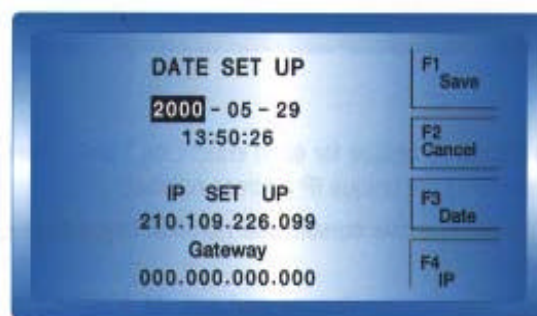 DATE SET UP
2000 - 05 - 29
13:50:26
IP SET UP
210.109.226.099
Gateway
000.000.000.000
F1
Save
F2
Cancel
F3
Date
F4
IP